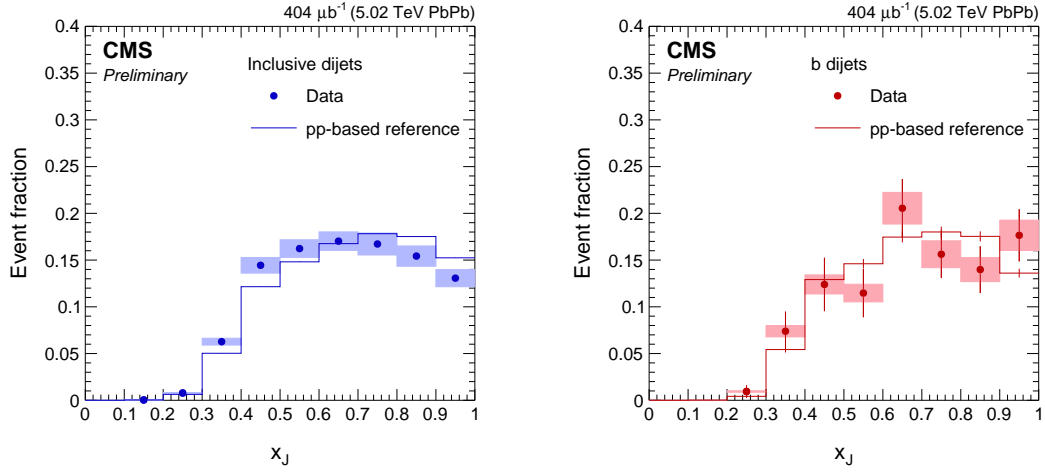 404 μb⁻¹ (5.02 TeV PbPb)
CMS
Preliminary
Inclusive dijets
Data
pp-based reference
Event fraction
0.4
0.35
0.3
0.25
0.2
0.15
0.1
0.05
0
0 0.1 0.2 0.3 0.4 0.5 0.6 0.7 0.8 0.9 1
x_J
404 μb⁻¹ (5.02 TeV PbPb)
CMS
Preliminary
b dijets
Data
pp-based reference
Event fraction
0.4
0.35
0.3
0.25
0.2
0.15
0.1
0.05
0
0 0.1 0.2 0.3 0.4 0.5 0.6 0.7 0.8 0.9 1
x_J